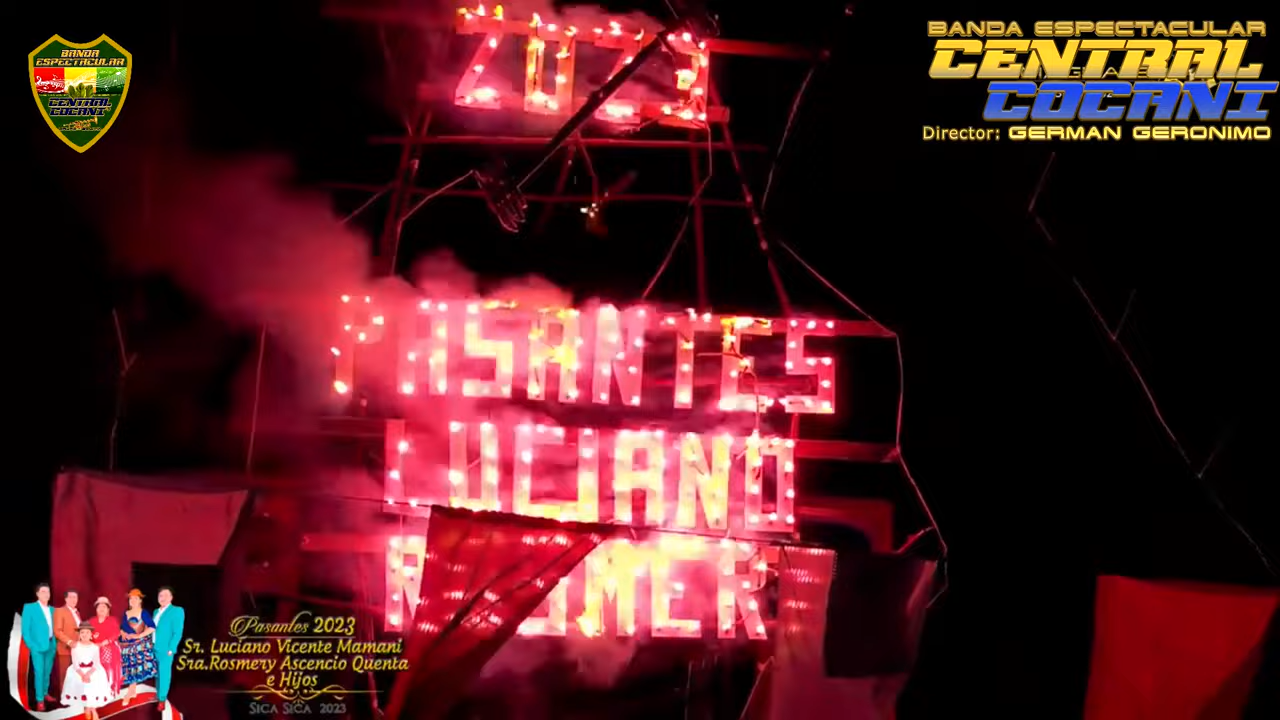 BANDA
ESPECTACULAR
CENTRAL
COCANI
BANDA ESPECTACULAR
CENTRAL
COCANI
Director: GERMAN GERONIMO
2023
PASANTES
LUCIANO
Pasantes 2023
Sr. Luciano Vicente Mamani
Sra.Rosmery Ascencio Quenta
e Hijos
SICA SICA 2023